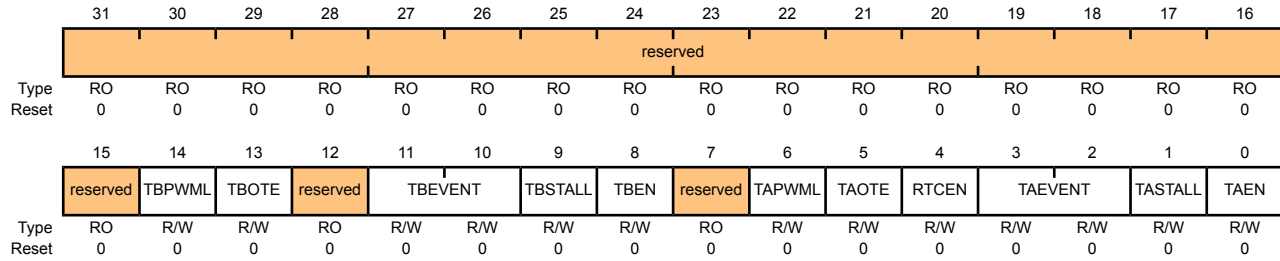 31 30 29 28 27 26 25 24 23 22 21 20 19 18 17 16
reserved
Type RO RO RO RO RO RO RO RO RO RO RO RO RO RO RO RO
Reset 0 0 0 0 0 0 0 0 0 0 0 0 0 0 0 0
15 14 13 12 11 10 9 8 7 6 5 4 3 2 1 0
reserved TBPWML TBOTE reserved TBEVENT TBSTALL TBEN reserved TAPWML TAOTE RTCEN TAEVENT TASTALL TAEN
Type RO R/W R/W RO R/W R/W R/W R/W RO R/W R/W R/W R/W R/W R/W R/W
Reset 0 0 0 0 0 0 0 0 0 0 0 0 0 0 0 0